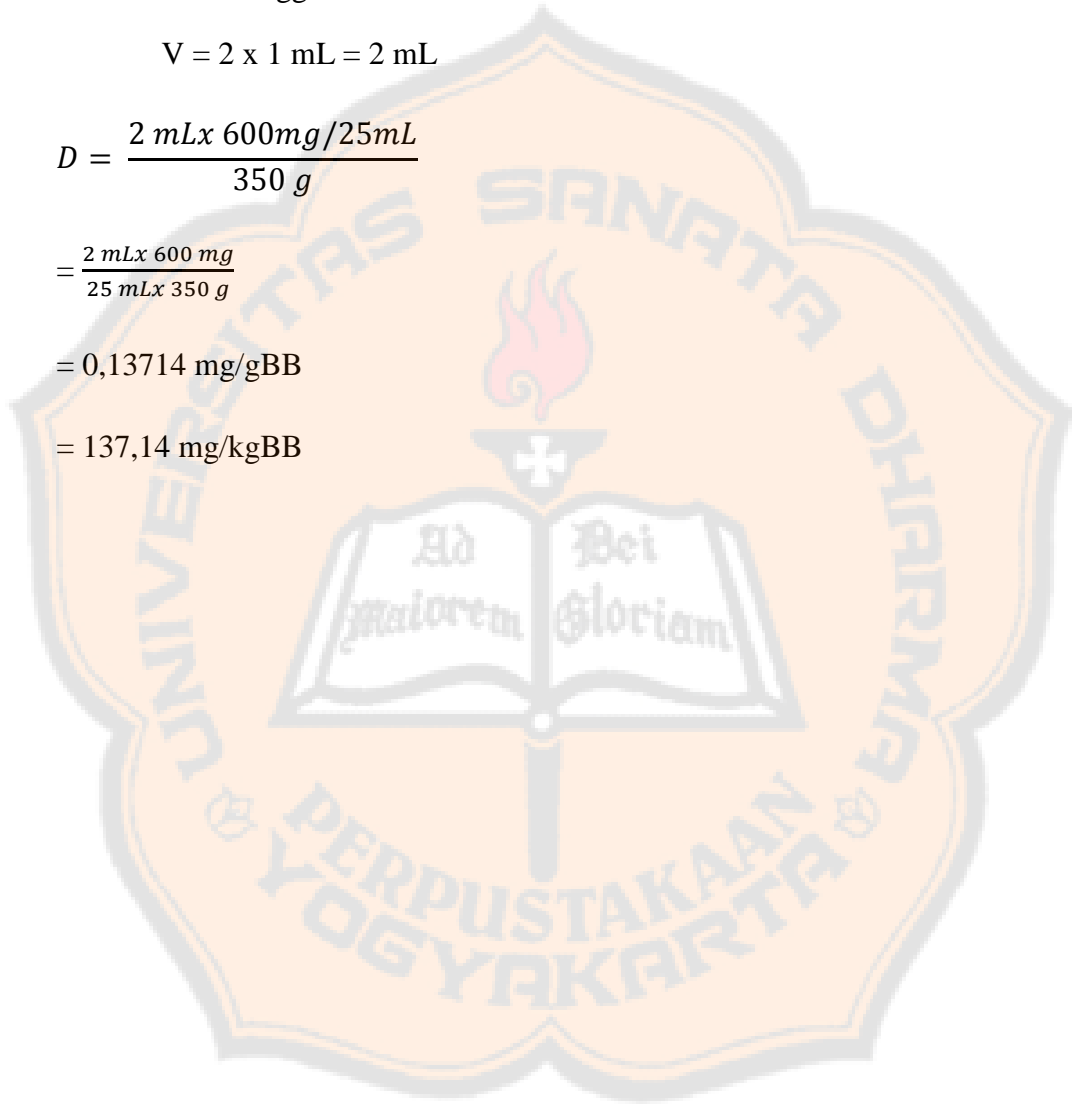 V = 2 x 1 mL = 2 mL
D = 2 mLx 600mg/25mL
350 g
= 2 mLx 600 mg
25 mLx 350 g
= 0,13714 mg/gBB
= 137,14 mg/kgBB
UNIVERSITAS SANATA DHARMA
Ad Dei
Maiorem Gloriam
PERPUSTAKAAN
YOGYAKARTA